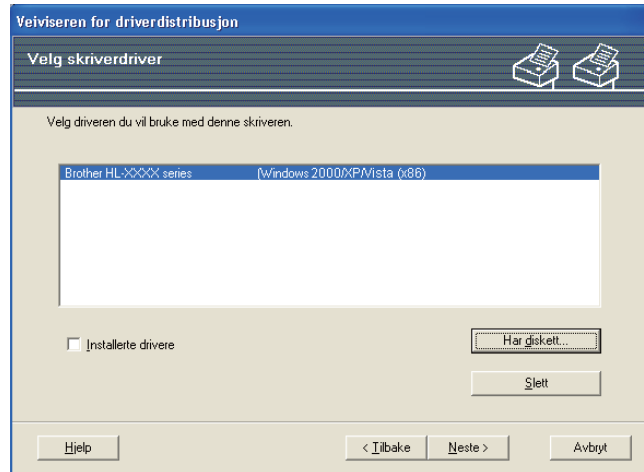 Veiviseren for driverdistribusjon
Velg skriverdriver
Velg driveren du vil bruke med denne skriveren.
Brother HL-XXXX series (Windows 2000/XP/Vista (x86)
Installerte drivere
Har diskett...
Slett
Hjelp < Tilbake Neste > Avbryt